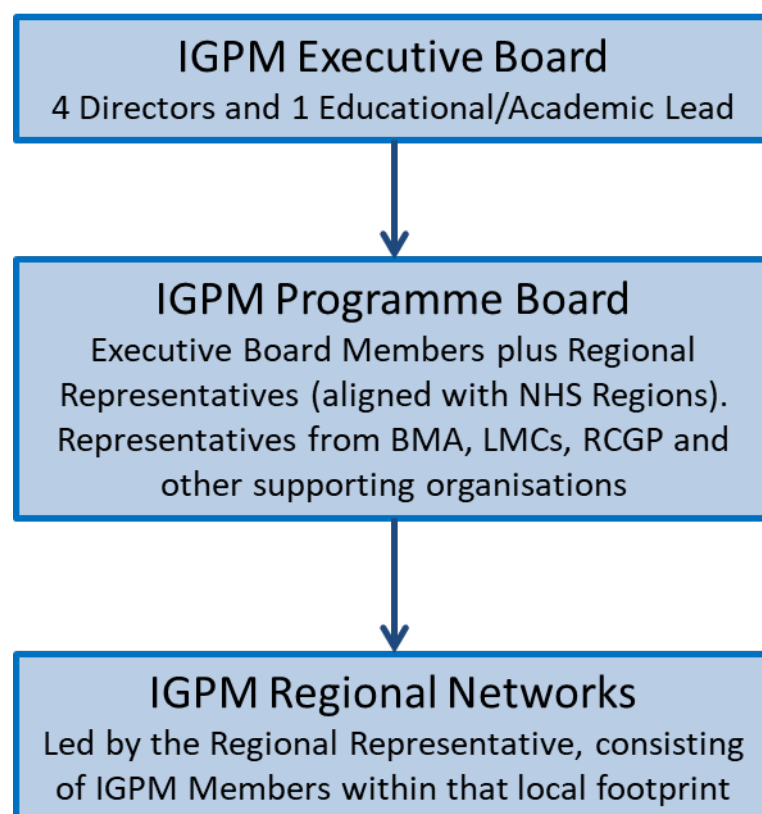 IGPM Executive Board
4 Directors and 1 Educational/Academic Lead
IGPM Programme Board
Executive Board Members plus Regional
Representatives (aligned with NHS Regions).
Representatives from BMA, LMCs, RCGP and
other supporting organisations
IGPM Regional Networks
Led by the Regional Representative, consisting
of IGPM Members within that local footprint